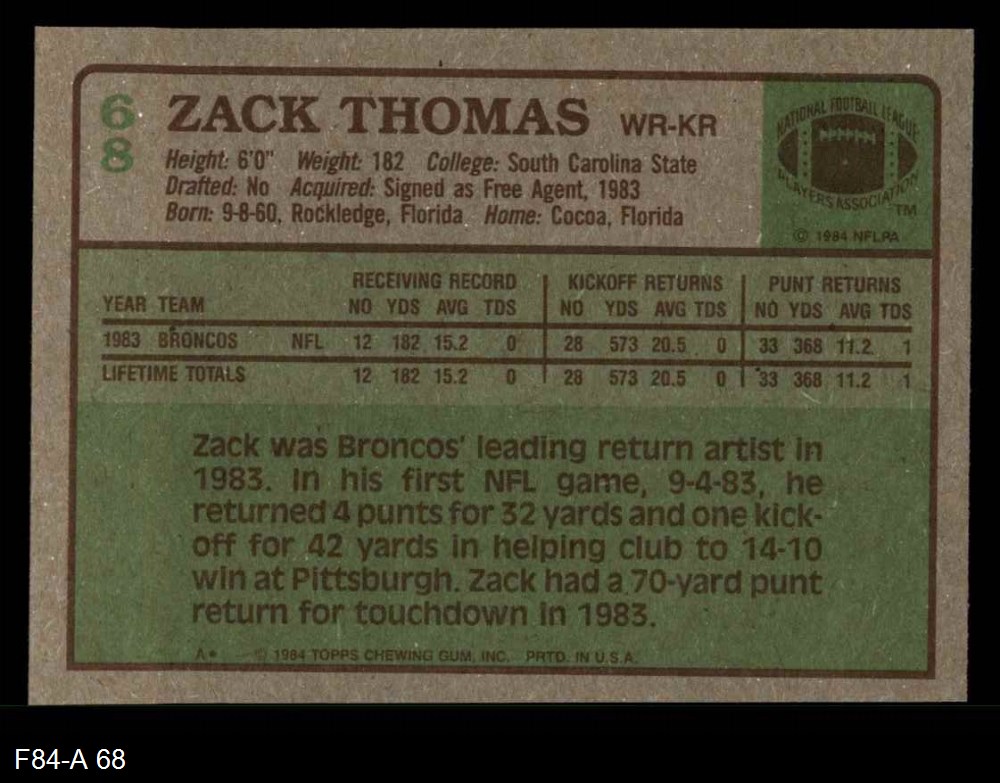 68 ZACK THOMAS WR-KR
Height: 6'0" Weight: 182 College: South Carolina State
Drafted: No Acquired: Signed as Free Agent, 1983
Born: 9-8-60, Rockledge, Florida Home: Cocoa, Florida
NATIONAL FOOTBALL LEAGUE
PLAYERS ASSOCIATION
TM
© 1984 NFLPA
RECEIVING RECORD KICKOFF RETURNS PUNT RETURNS
YEAR TEAM NO YDS AVG TDS NO YDS AVG TDS NO YDS AVG TDS
1983 BRONCOS NFL 12 182 15.2 0 28 573 20.5 0 33 368 11.2 1
LIFETIME TOTALS 12 182 15.2 0 28 573 20.5 0 33 368 11.2 1
Zack was Broncos' leading return artist in
1983. In his first NFL game, 9-4-83, he
returned 4 punts for 32 yards and one kick-
off for 42 yards in helping club to 14-10
win at Pittsburgh. Zack had a 70-yard punt
return for touchdown in 1983.
A* © 1984 TOPPS CHEWING GUM, INC. PRTD. IN U.S.A.
F84-A 68